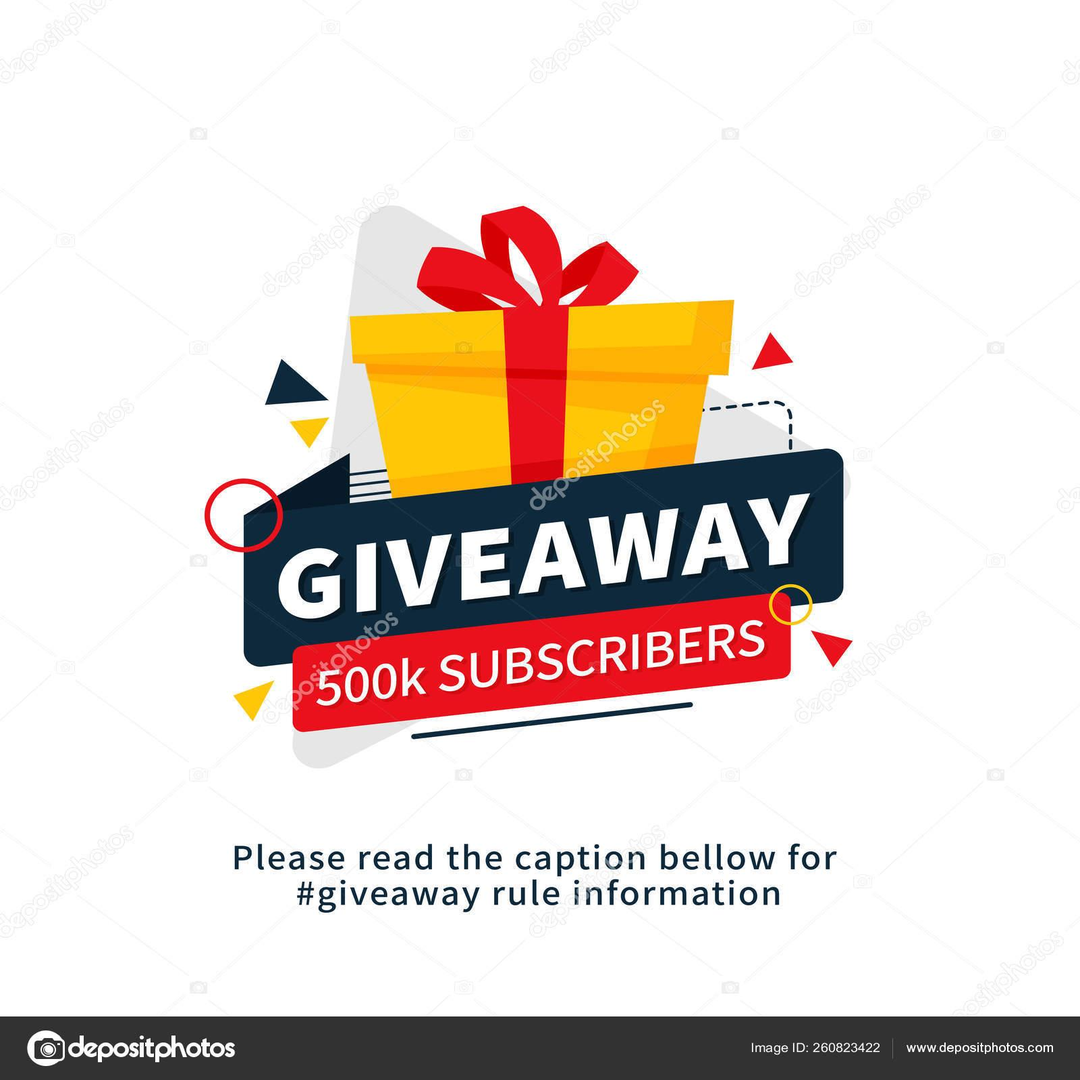 GIVEAWAY
500k SUBSCRIBERS
Please read the caption bellow for
#giveaway rule information
depositphotos
Image ID: 260823422 www.depositphotos.com